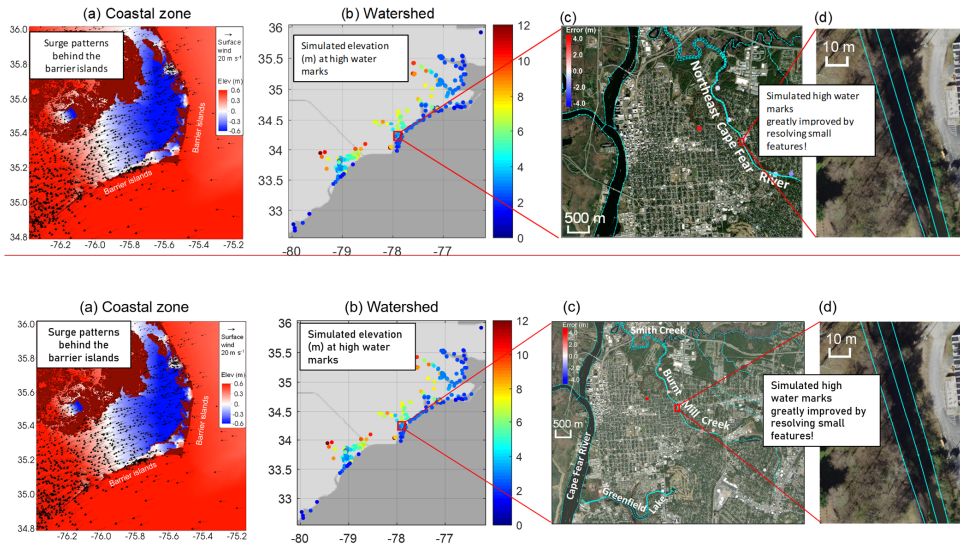 (a) Coastal zone
36.0
35.8
35.6
35.4
35.2
35.0
34.8
-76.2
-76.0
-75.8
-75.6
-75.4
-75.2
Surge patterns
behind the
barrier islands
Surface
wind
20 m s⁻¹
Elev (m)
0.6
0.3
0
-0.3
-0.6
Barrier islands
Barrier islands
(b) Watershed
36
35.5
35
34.5
34
33.5
33
-80
-79
-78
-77
Simulated elevation
(m) at high water
marks
12
10
8
6
4
2
0
(c)
Error (m)
4.0
2.0
0.0
-2.0
-4.0
Northeast Cape Fear River
500 m
Simulated high water
marks
greatly improved by
resolving small
features!
(d)
10 m
(a) Coastal zone
36.0
35.8
35.6
35.4
35.2
35.0
34.8
-76.2
-76.0
-75.8
-75.6
-75.4
-75.2
Surge patterns
behind the
barrier islands
Surface
wind
20 m s⁻¹
Elev (m)
0.6
0.3
0
-0.3
-0.6
Barrier islands
Barrier islands
(b) Watershed
36
35.5
35
34.5
34
33.5
33
-80
-79
-78
-77
Simulated elevation
(m) at high water
marks
12
10
8
6
4
2
0
(c)
Error (m)
4.0
2.0
0.0
-2.0
-4.0
Smith Creek
Burnt Mill Creek
Cape Fear River
Greenfield Lake
500 m
Simulated high
water marks
greatly improved by
resolving small
features!
(d)
10 m